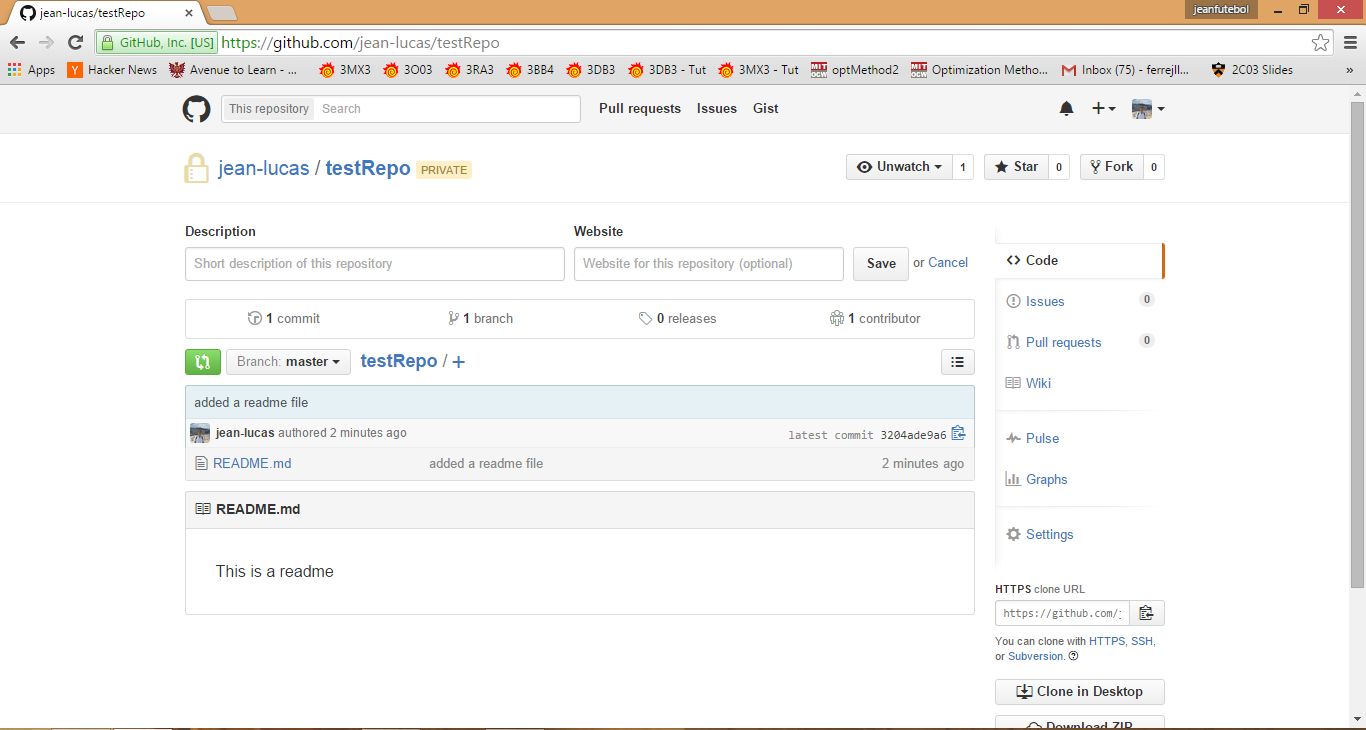 jean-lucas/testRepo
jeanfutebol
GitHub, Inc. [US] https://github.com/jean-lucas/testRepo
Apps Hacker News Avenue to Learn - ... 3MX3 3O03 3RA3 3BB4 3DB3 3DB3 - Tut 3MX3 - Tut optMethod2 Optimization Metho... Inbox (75) - ferrejll... 2C03 Slides »
This repository Search Pull requests Issues Gist
jean-lucas / testRepo PRIVATE Unwatch 1 Star 0 Fork 0
Description Website
Short description of this repository Website for this repository (optional) Save or Cancel
1 commit 1 branch 0 releases 1 contributor
Branch: master testRepo / +
added a readme file
jean-lucas authored 2 minutes ago latest commit 3204ade9a6
README.md added a readme file 2 minutes ago
README.md
This is a readme
Code
Issues 0
Pull requests 0
Wiki
Pulse
Graphs
Settings
HTTPS clone URL
https://github.com/j
You can clone with HTTPS, SSH,
or Subversion.
Clone in Desktop
Download ZIP